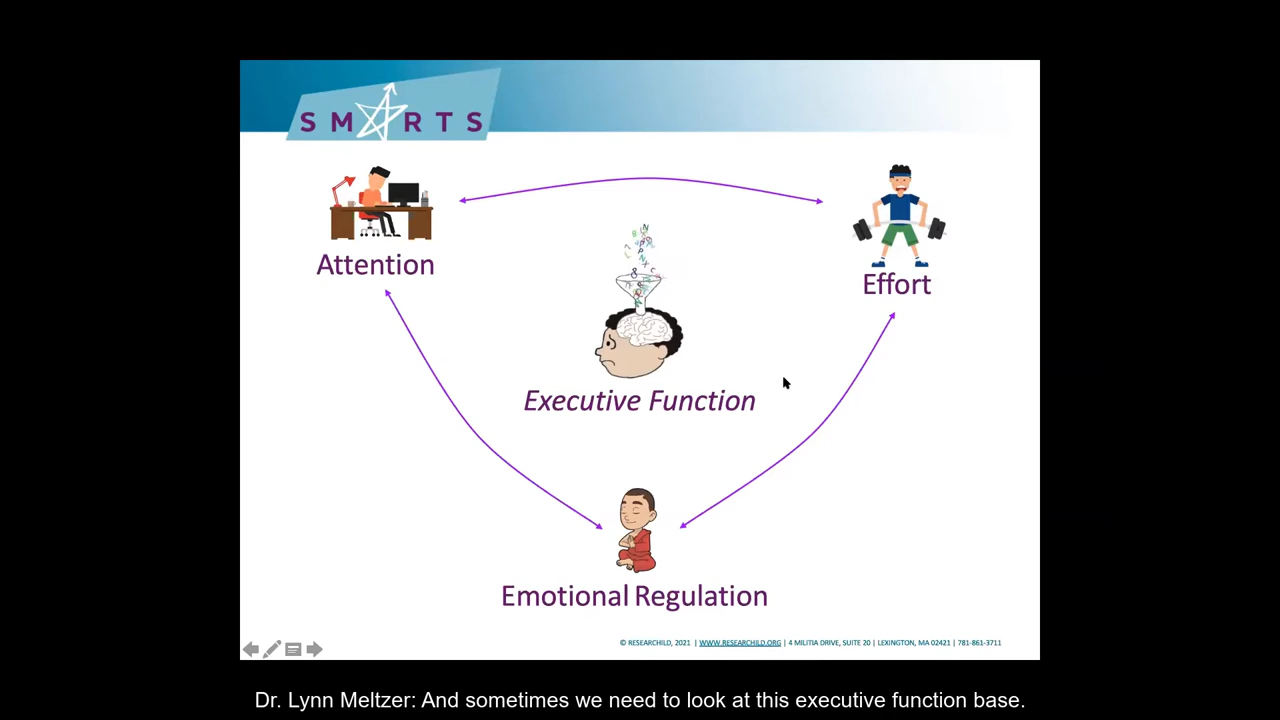 SMARTS
Attention
Effort
Executive Function
Emotional Regulation
© RESEARCHILD, 2021 | WWW.RESEARCHILD.ORG | 4 MILITIA DRIVE, SUITE 20 | LEXINGTON, MA 02421 | 781-861-3711
Dr. Lynn Meltzer: And sometimes we need to look at this executive function base.